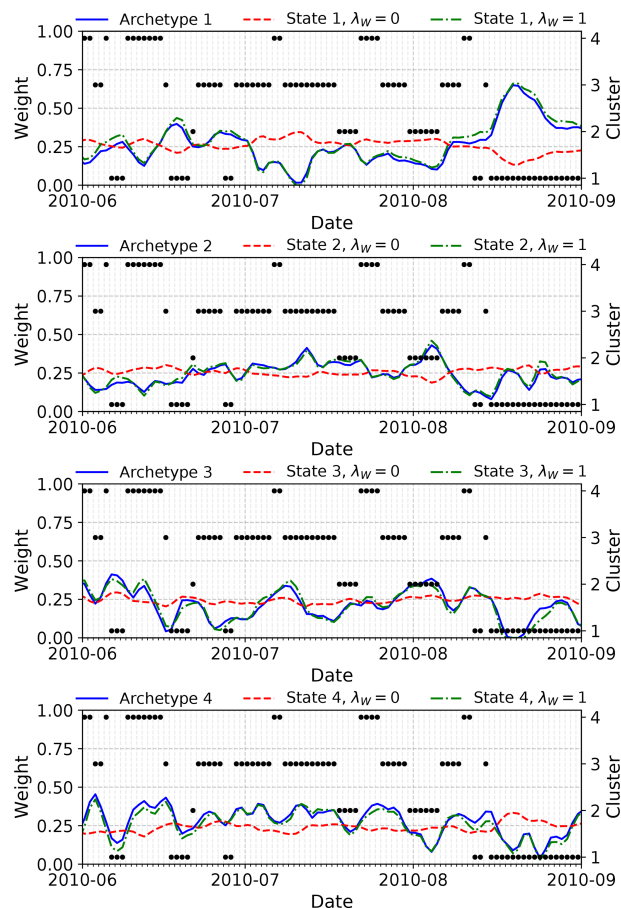 Archetype 1 State 1, λ_W = 0 State 1, λ_W = 1
1.00
0.75
0.50
0.25
0.00
Weight
4
3
2
1
Cluster
2010-06 2010-07 2010-08 2010-09
Date
Archetype 2 State 2, λ_W = 0 State 2, λ_W = 1
1.00
0.75
0.50
0.25
0.00
Weight
4
3
2
1
Cluster
2010-06 2010-07 2010-08 2010-09
Date
Archetype 3 State 3, λ_W = 0 State 3, λ_W = 1
1.00
0.75
0.50
0.25
0.00
Weight
4
3
2
1
Cluster
2010-06 2010-07 2010-08 2010-09
Date
Archetype 4 State 4, λ_W = 0 State 4, λ_W = 1
1.00
0.75
0.50
0.25
0.00
Weight
4
3
2
1
Cluster
2010-06 2010-07 2010-08 2010-09
Date